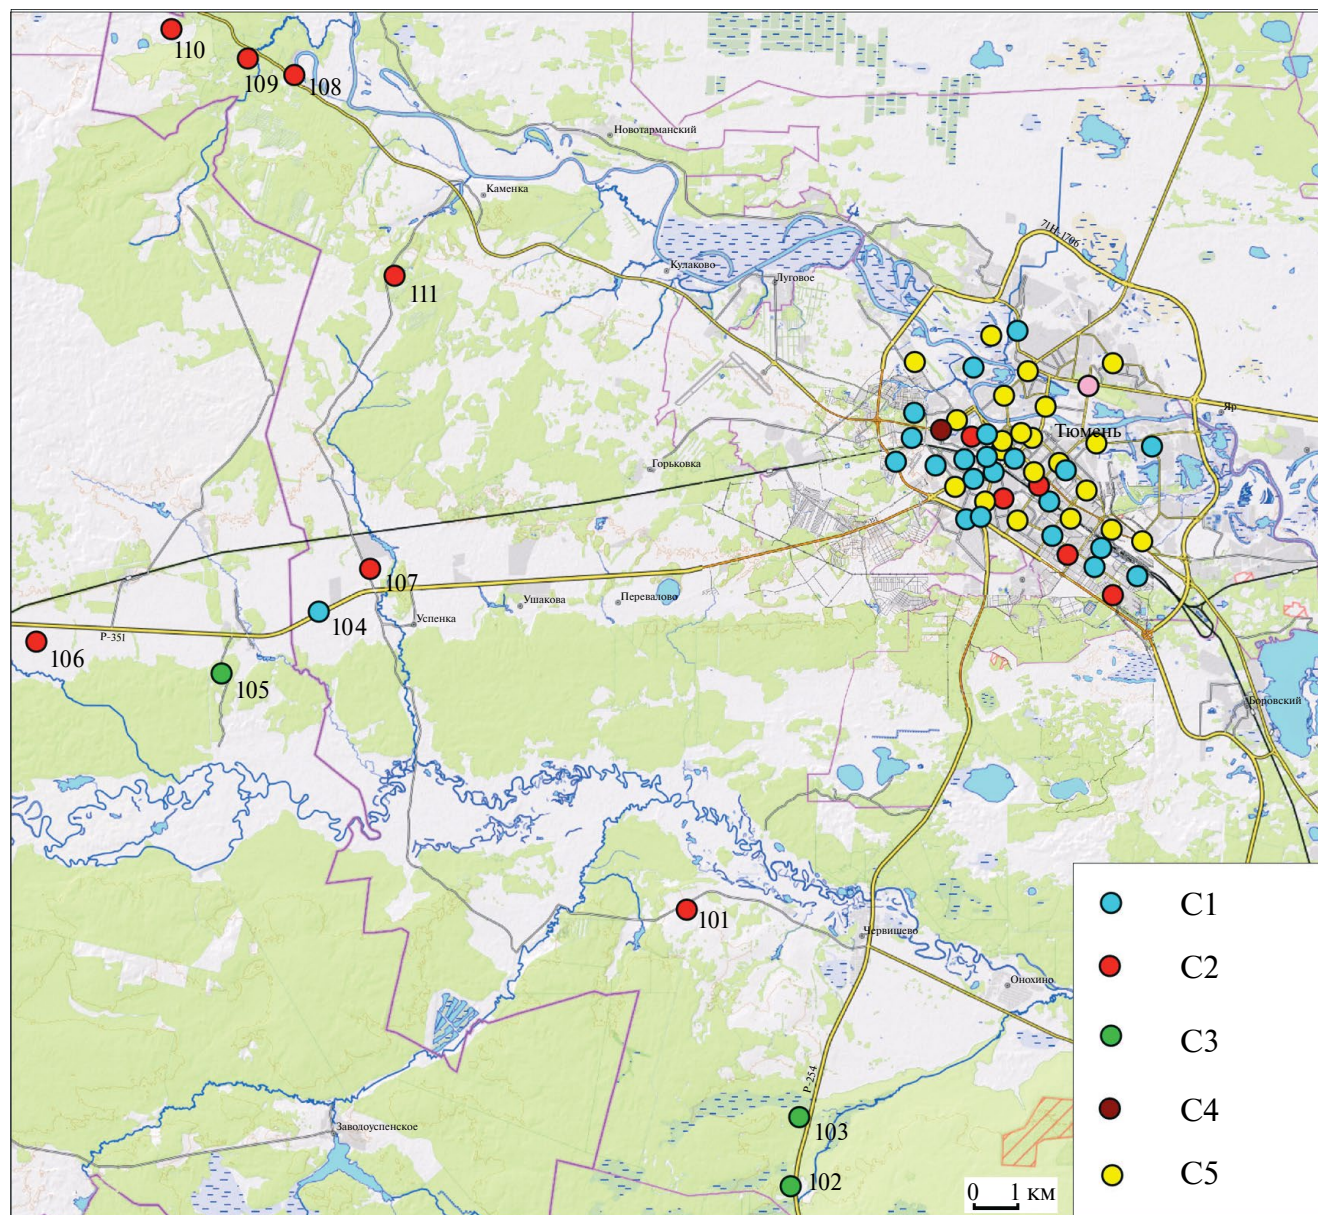 110
109
108
Новотарманский
Каменка
71Н-1706
Кулаково
Луговое
111
Яр
Тюмень
Горьковка
107
104
Ушакова
Перевалово
Успенка
Р-351
106
105
Боровский
101
Червишево
Онохино
Р-254
103
Заводоуспенское
102
0 1 км
С1
С2
С3
С4
С5